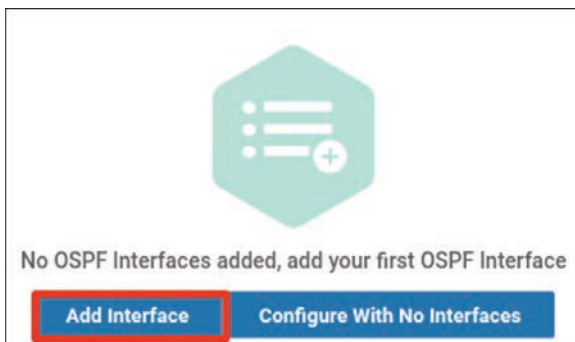 No OSPF Interfaces added, add your first OSPF Interface
Add Interface
Configure With No Interfaces